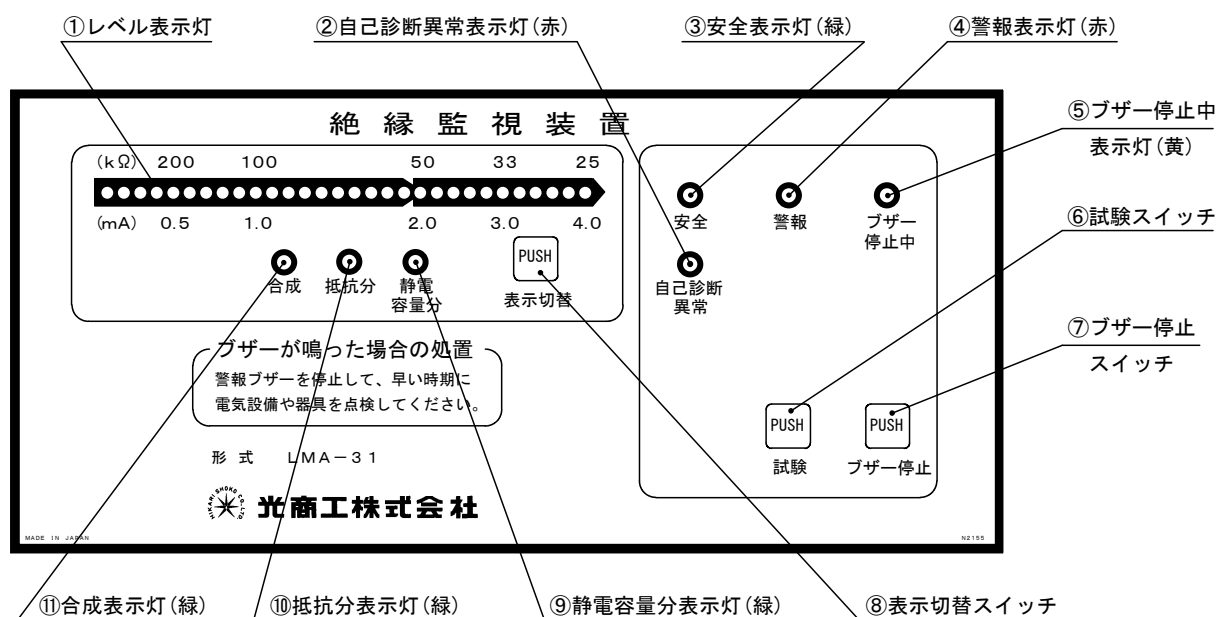 ①レベル表示灯
②自己診断異常表示灯(赤)
③安全表示灯(緑)
④警報表示灯(赤)
⑤ブザー停止中
表示灯(黄)
⑥試験スイッチ
⑦ブザー停止
スイッチ
絶縁監視装置
(kΩ) 200 100 50 33 25
(mA) 0.5 1.0 2.0 3.0 4.0
合成
抵抗分
静電
容量分
PUSH
表示切替
安全
警報
ブザー
停止中
自己診断
異常
ブザーが鳴った場合の処置
警報ブザーを停止して、早い時期に
電気設備や器具を点検してください。
PUSH
試験
PUSH
ブザー停止
形式 LMA-31
HIKARI SHOKO CO.,LTD.
光商工株式会社
MADE IN JAPAN
N2155
⑪合成表示灯(緑)
⑩抵抗分表示灯(緑)
⑨静電容量分表示灯(緑)
⑧表示切替スイッチ